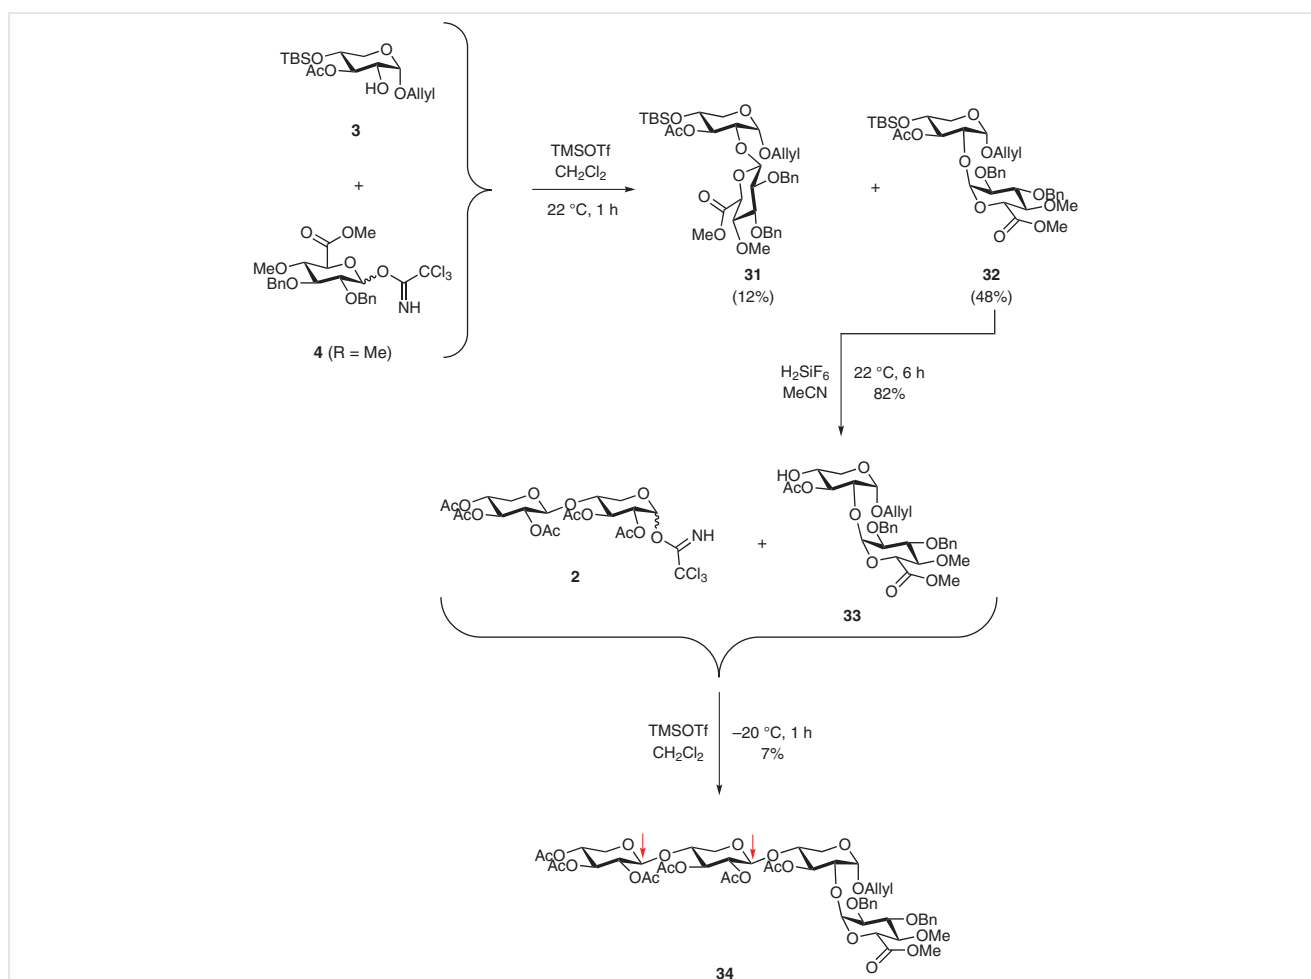 TBSO
AcO
O
HO
OAllyl
3
+
O
OMe
MeO
O
BnO
OBn
O
CCl3
NH
4 (R = Me)
TMSOTf
CH2Cl2
22 °C, 1 h
TBSO
AcO
O
O
OAllyl
O
OBn
O
MeO
OBn
OMe
31
(12%)
+
TBSO
AcO
O
OAllyl
O
OBn
OBn
O
OMe
O
OMe
32
(48%)
H2SiF6
MeCN
22 °C, 6 h
82%
AcO
AcO
O
OAc
O
AcO
O
AcO
O
NH
CCl3
2
+
HO
AcO
O
OAllyl
O
OBn
OBn
O
OMe
O
OMe
33
TMSOTf
CH2Cl2
–20 °C, 1 h
7%
AcO
AcO
O
OAc
O
AcO
O
AcO
O
AcO
O
OAllyl
O
OBn
OBn
O
OMe
O
OMe
34